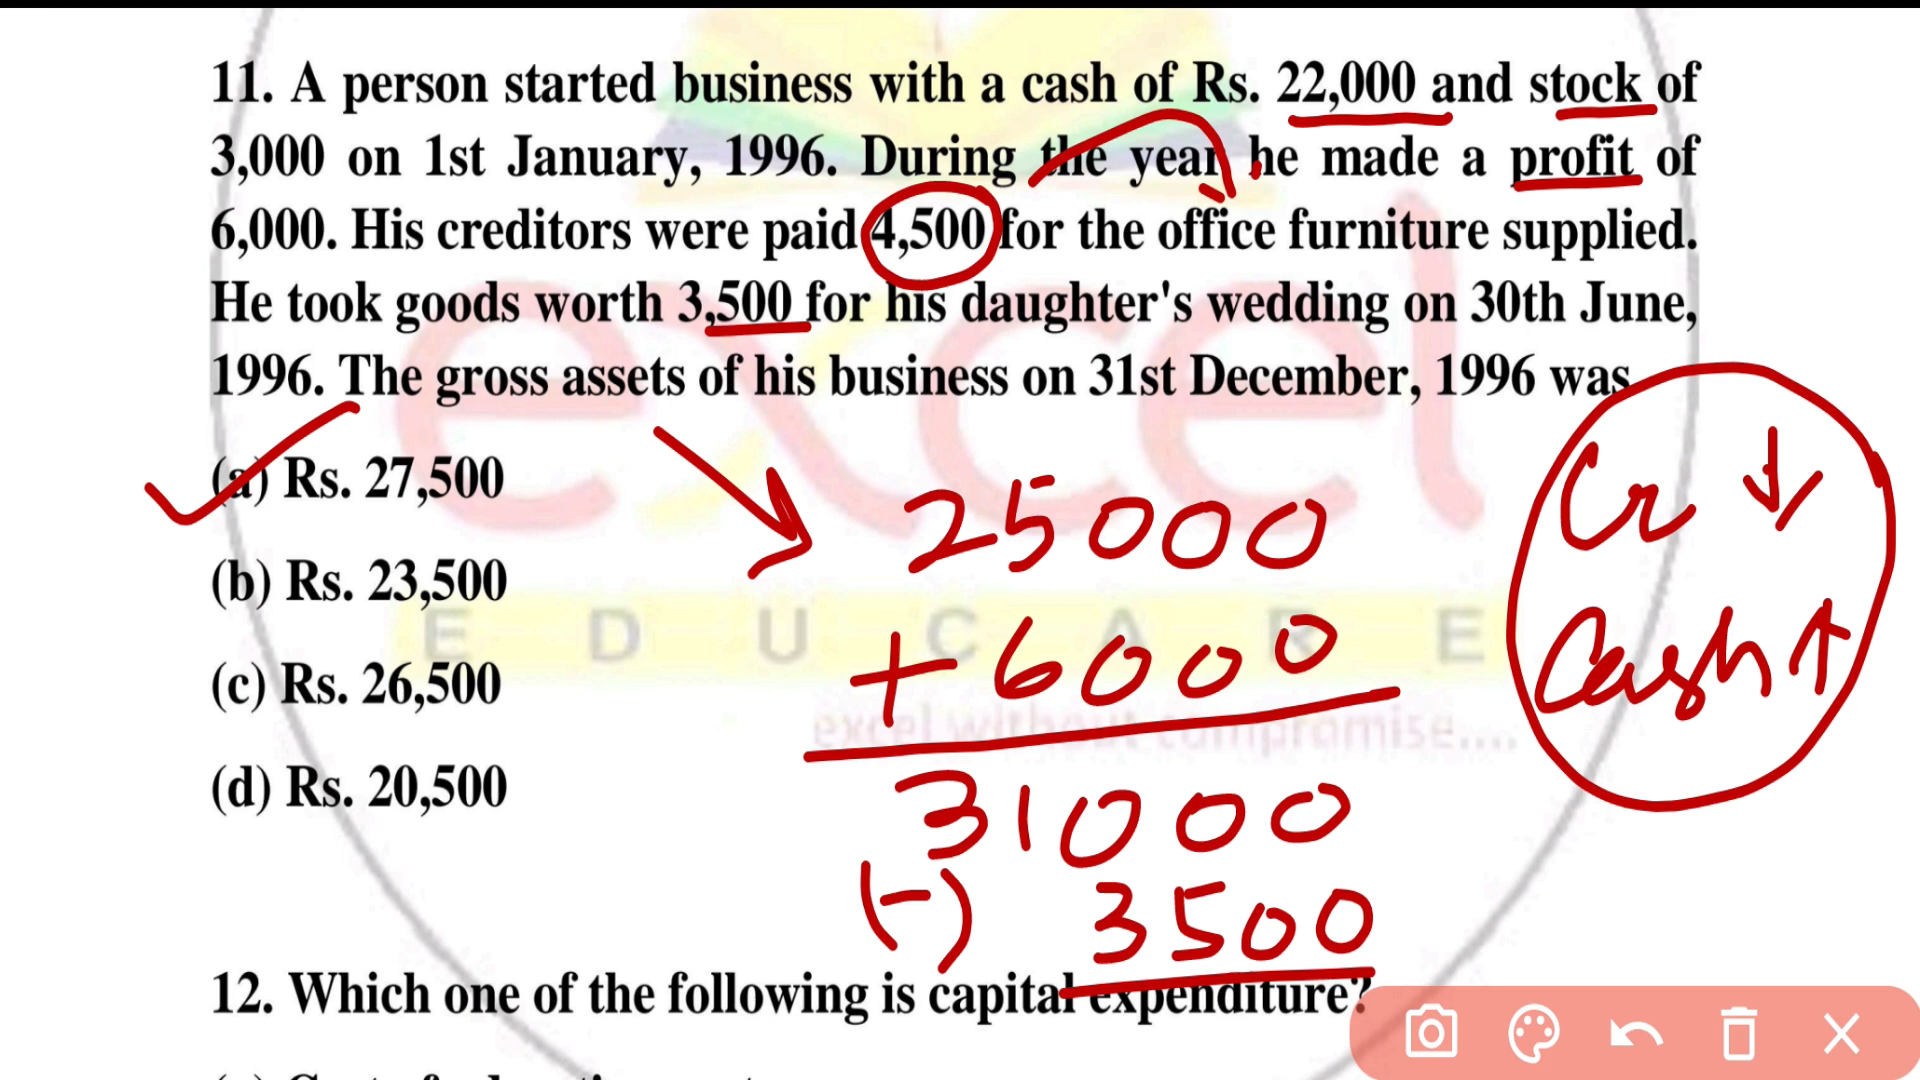 11. A person started business with a cash of Rs. 22,000 and stock of
3,000 on 1st January, 1996. During the year he made a profit of
6,000. His creditors were paid 4,500 for the office furniture supplied.
He took goods worth 3,500 for his daughter's wedding on 30th June,
1996. The gross assets of his business on 31st December, 1996 was
(a) Rs. 27,500
(b) Rs. 23,500
(c) Rs. 26,500
(d) Rs. 20,500
25000
+6000
31000
(-) 3500
Cr ↓
Cash ↑
excel
EDUCARE
excel without compromise....
12. Which one of the following is capital expenditure?